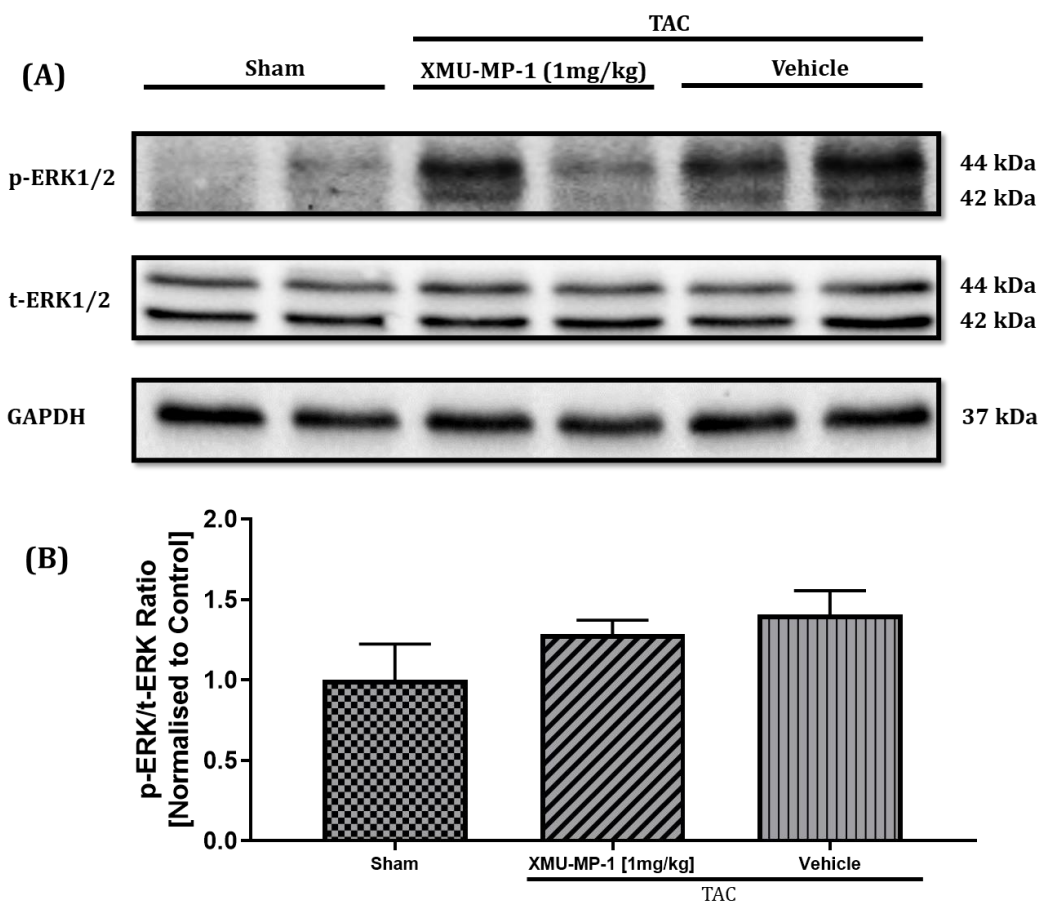 TAC
(A)
Sham
XMU-MP-1 (1mg/kg)
Vehicle
p-ERK1/2
44 kDa
42 kDa
t-ERK1/2
44 kDa
42 kDa
GAPDH
37 kDa
(B)
p-ERK/t-ERK Ratio
[Normalised to Control]
2.0
1.5
1.0
0.5
0.0
Sham
XMU-MP-1 [1mg/kg]
Vehicle
TAC